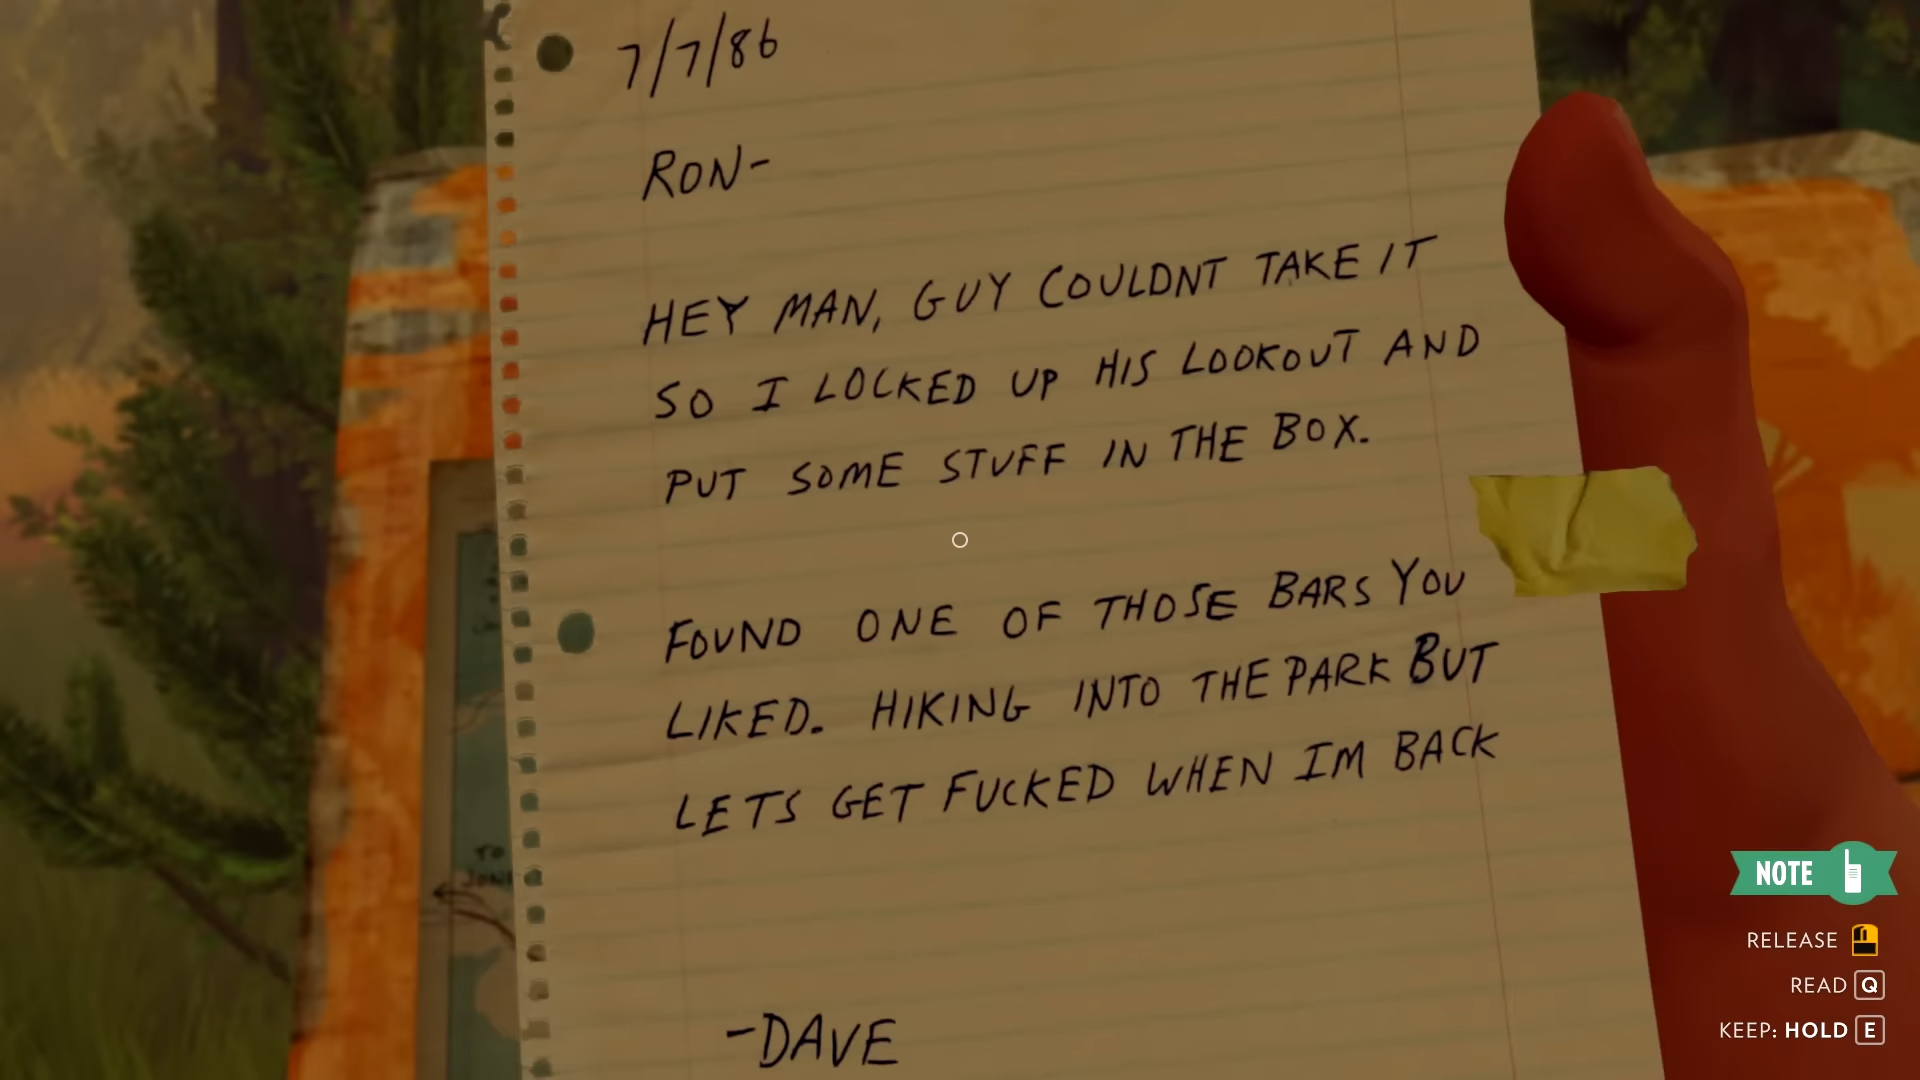 7/7/86
RON-
HEY MAN, GUY COULDNT TAKE IT
SO I LOCKED UP HIS LOOKOUT AND
PUT SOME STUFF IN THE BOX.
FOUND ONE OF THOSE BARS YOU
LIKED. HIKING INTO THE PARK BUT
LETS GET FUCKED WHEN IM BACK
-DAVE
TO
NOTE
RELEASE
READ Q
KEEP: HOLD E